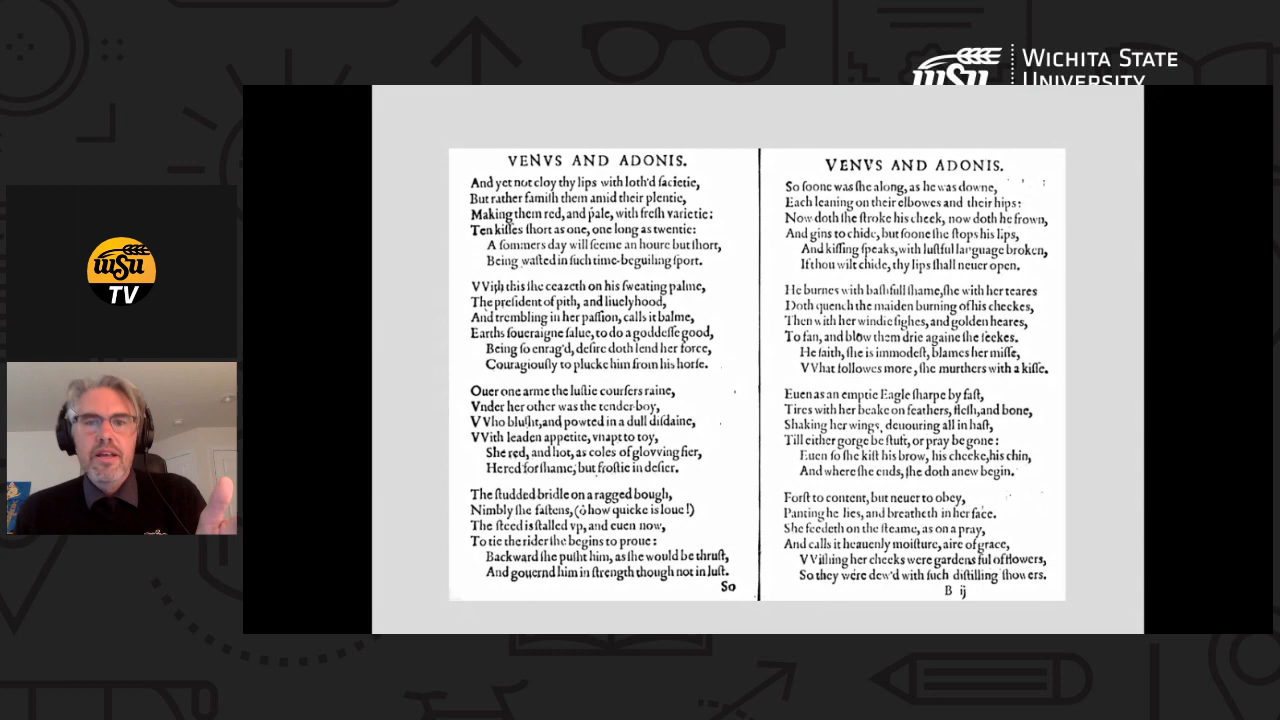 WICHITA STATE
UNIVERSITY
wsu
wsu
TV
VENVS AND ADONIS.
And yet not cloy thy lips with loth'd ſacietie,
But rather famiſh them amid their plentie,
Making them red, and pale, with freſh varietie:
Ten kiſſes ſhort as one, one long as twentie:
A ſommers day will ſeeme an houre but ſhort,
Being waſted in ſuch time-beguiling ſport.
VVith this ſhe ceazeth on his ſweating palme,
The preſident of pith, and liuelyhood,
And trembling in her paſſion, calls it balme,
Earths ſoueraigne ſalue, to do a goddeſſe good,
Being ſo enrag'd, deſire doth lend her force,
Couragiouſly to plucke him from his horſe.
Ouer one arme the luſtie courſers raine,
Vnder her other was the tender boy,
VVho bluſht, and powted in a dull diſdaine,
VVith leaden appetite, vnapt to toy,
She red, and hot, as coles of glovving fier,
He red for ſhame, but froſtie in deſier.
The ſtudded bridle on a ragged bough,
Nimbly ſhe faſtens, (ô how quicke is loue!)
The ſteed is ſtalled vp, and euen now,
To tie the rider ſhe begins to proue:
Backward ſhe puſht him, as ſhe would be thruſt,
And gouernd him in ſtrength though not in luſt.
So
VENVS AND ADONIS.
So ſoone was ſhe along, as he was downe,
Each leaning on their elbowes and their hips:
Now doth ſhe ſtroke his cheek, now doth he frown,
And gins to chide, but ſoone ſhe ſtops his lips,
And kiſſing ſpeaks, with luſtful language broken,
If thou wilt chide, thy lips ſhall neuer open.
He burnes with baſhfull ſhame, ſhe with her teares
Doth quench the maiden burning of his cheekes,
Then with her windie ſighes, and golden heares,
To fan, and blow them drie againe ſhe ſeekes.
He ſaith, ſhe is immodeſt, blames her miſſe,
VVhat followes more, ſhe murthers with a kiſſe.
Euen as an emptie Eagle ſharpe by faſt,
Tires with her beake on feathers, fleſh, and bone,
Shaking her wings, deuouring all in haſt,
Till either gorge be ſtuft, or pray be gone:
Euen ſo ſhe kiſt his brow, his cheeke, his chin,
And where ſhe ends, ſhe doth anew begin.
Forſt to content, but neuer to obey,
Panting he lies, and breatheth in her face.
She feedeth on the ſteame, as on a pray,
And calls it heauenly moiſture, aire of grace,
VViſhing her cheeks were gardens ful of flowers,
So they were dew'd with ſuch diſtilling ſhowers.
B ij